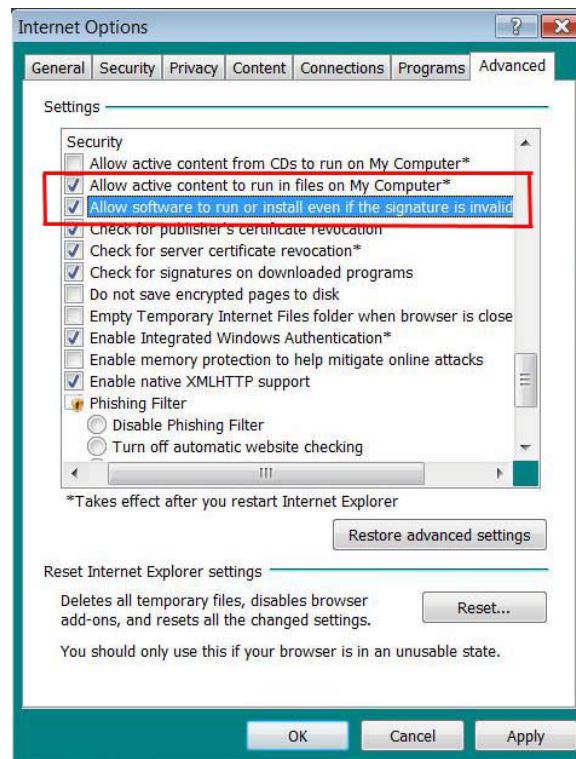 Internet Options
General Security Privacy Content Connections Programs Advanced
Settings
Security
Allow active content from CDs to run on My Computer*
Allow active content to run in files on My Computer*
Allow software to run or install even if the signature is invalid
Check for publisher's certificate revocation
Check for server certificate revocation*
Check for signatures on downloaded programs
Do not save encrypted pages to disk
Empty Temporary Internet Files folder when browser is close
Enable Integrated Windows Authentication*
Enable memory protection to help mitigate online attacks
Enable native XMLHTTP support
Phishing Filter
Disable Phishing Filter
Turn off automatic website checking
*Takes effect after you restart Internet Explorer
Restore advanced settings
Reset Internet Explorer settings
Deletes all temporary files, disables browser
add-ons, and resets all the changed settings.
Reset...
You should only use this if your browser is in an unusable state.
OK Cancel Apply